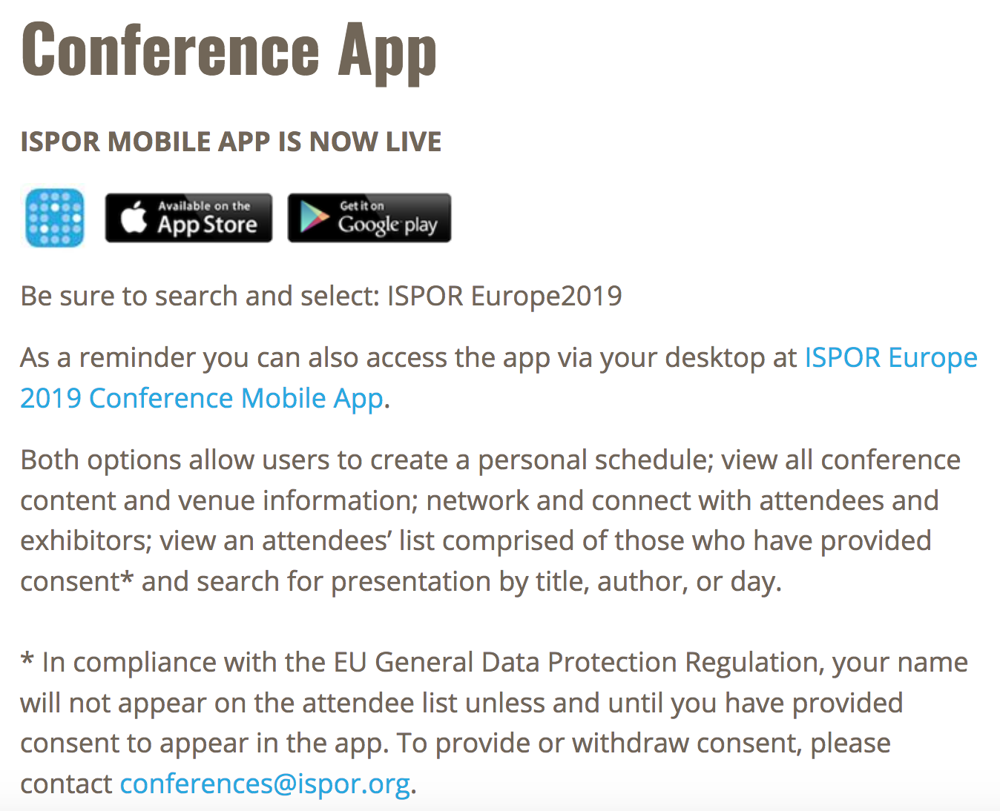 Conference App
ISPOR MOBILE APP IS NOW LIVE
Available on the
App Store
Get it on
Google play
Be sure to search and select: ISPOR Europe2019
As a reminder you can also access the app via your desktop at ISPOR Europe
2019 Conference Mobile App.
Both options allow users to create a personal schedule; view all conference
content and venue information; network and connect with attendees and
exhibitors; view an attendees’ list comprised of those who have provided
consent* and search for presentation by title, author, or day.
* In compliance with the EU General Data Protection Regulation, your name
will not appear on the attendee list unless and until you have provided
consent to appear in the app. To provide or withdraw consent, please
contact conferences@ispor.org.